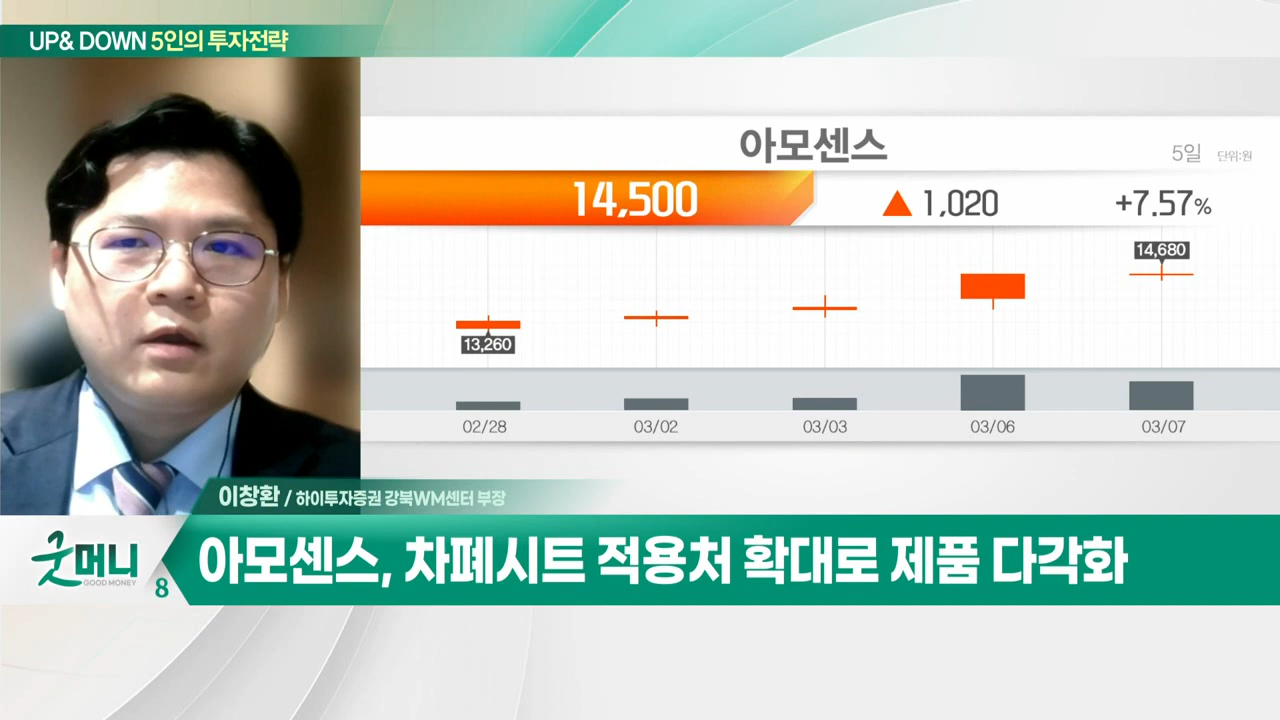 UP& DOWN 5인의 투자전략
아모센스
5일 단위:원
14,500 ▲ 1,020 +7.57%
14,680
13,260
02/28 03/02 03/03 03/06 03/07
이창환 / 하이투자증권 강북WM센터 부장
굿머니
GOOD MONEY
8
아모센스, 차폐시트 적용처 확대로 제품 다각화